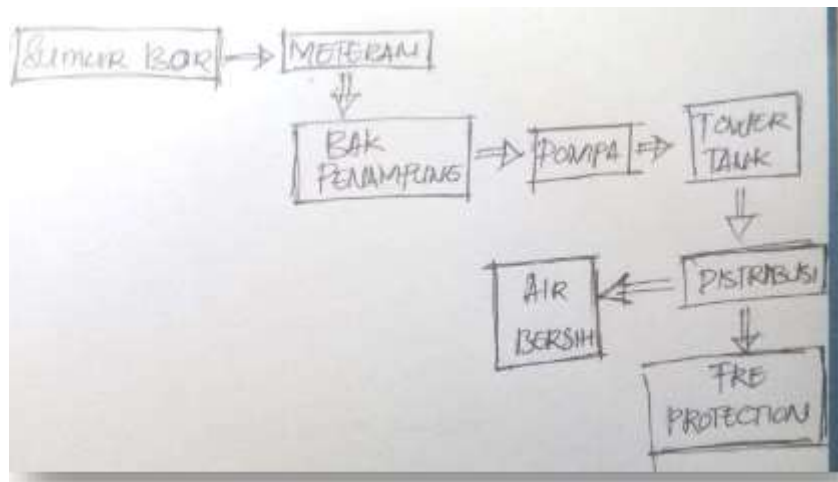 SUMUR BOR
METERAN
BAK
PENAMPUNG
POMPA
TOWER
TANK
DISTRIBUSI
AIR
BERSIH
FIRE
PROTECTION